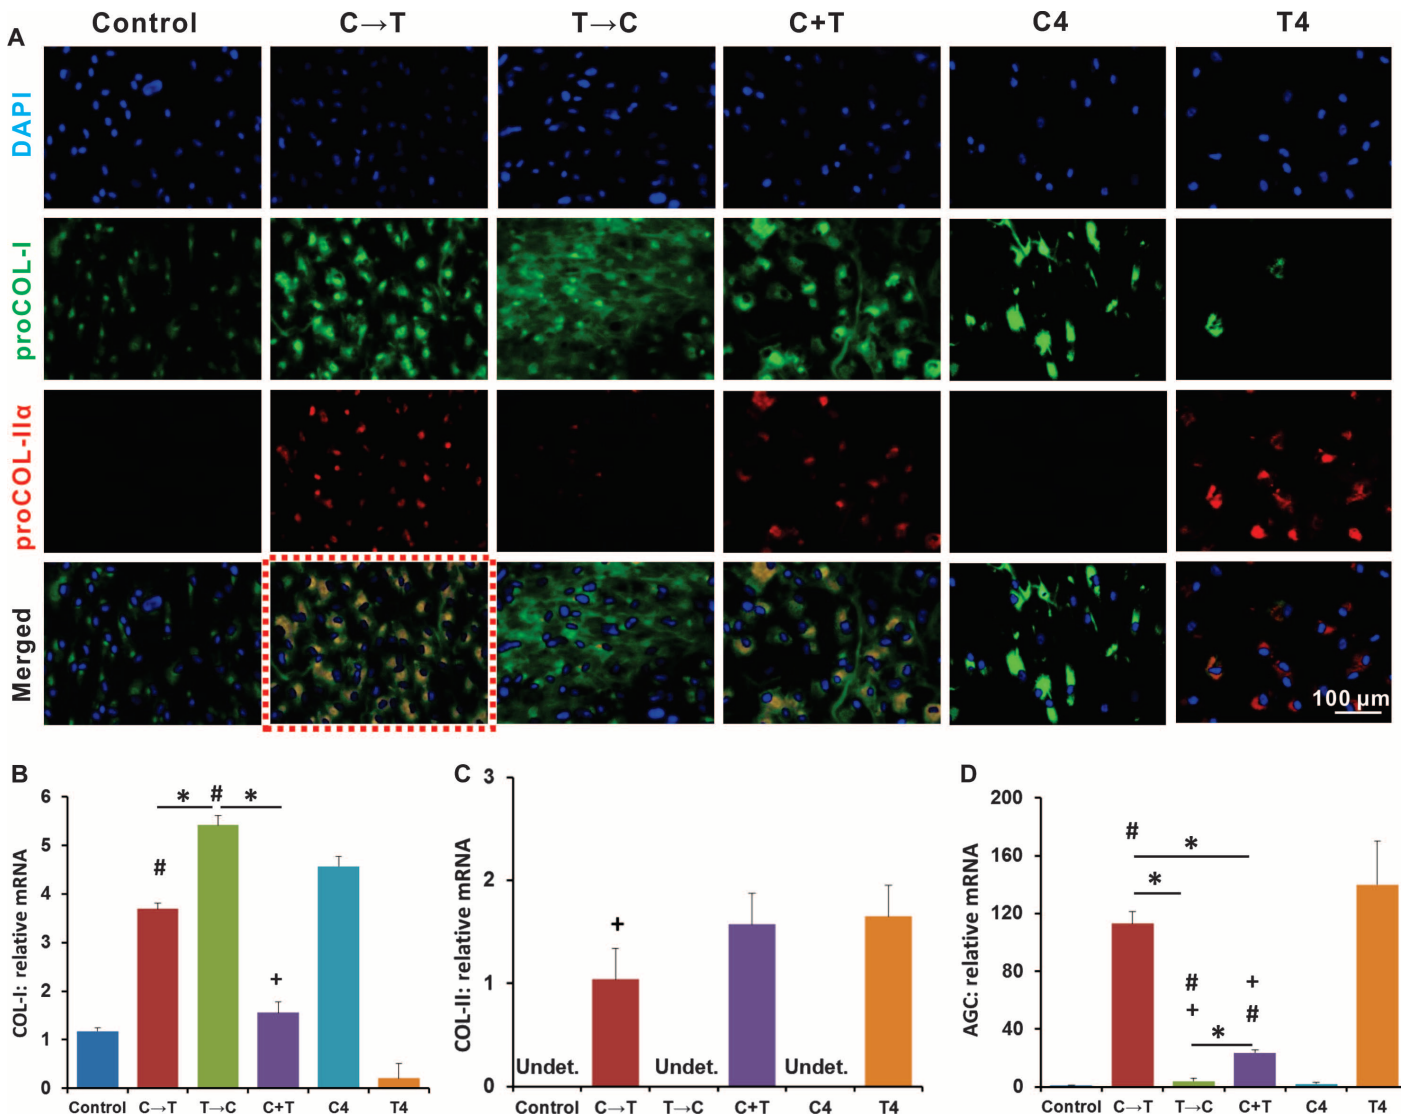 A
Control C→T T→C C+T C4 T4
DAPI
proCOL-I
proCOL-IIα
Merged
100 µm
B
COL-I: relative mRNA
6
5
4
3
2
1
0
* # *
#
+
Control C→T T→C C+T C4 T4
C
COL-II: relative mRNA
3
2
1
0
+
Undet. Undet. Undet.
Control C→T T→C C+T C4 T4
D
AGC: relative mRNA
200
160
120
80
40
0
#
*
*
# +
+ #
*
Control C→T T→C C+T C4 T4